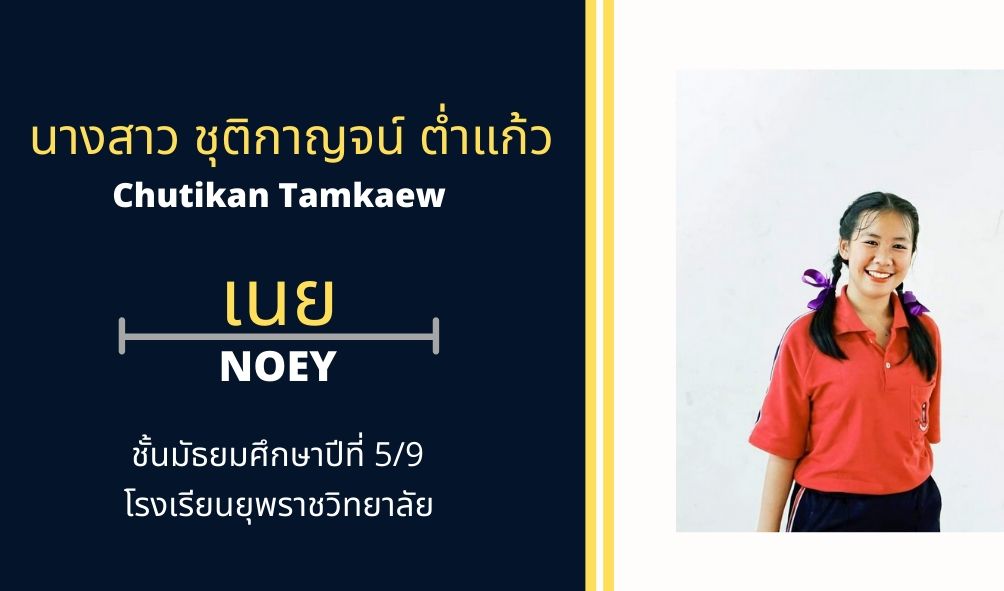 นางสาว ชุติกาญจน์ ต่ำแก้ว
Chutikan Tamkaew
เนย
NOEY
ชั้นมัธยมศึกษาปีที่ 5/9
โรงเรียนยุพราชวิทยาลัย